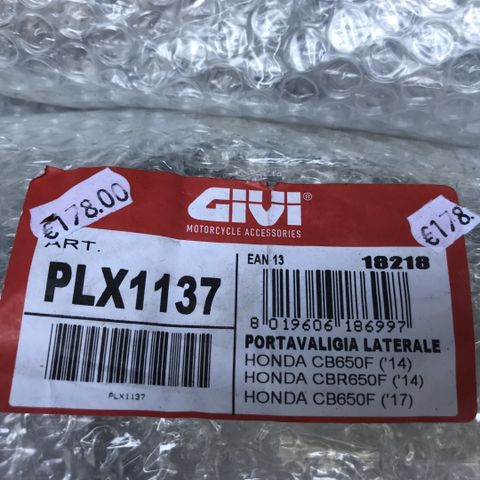 €178.00
GIVI®
MOTORCYCLE ACCESSORIES
€178.
ART.
PLX1137
PLX1137
EAN 13
18218
8 019606 186997
PORTAVALIGIA LATERALE
HONDA CB650F ('14)
HONDA CBR650F ('14)
HONDA CB650F ('17)